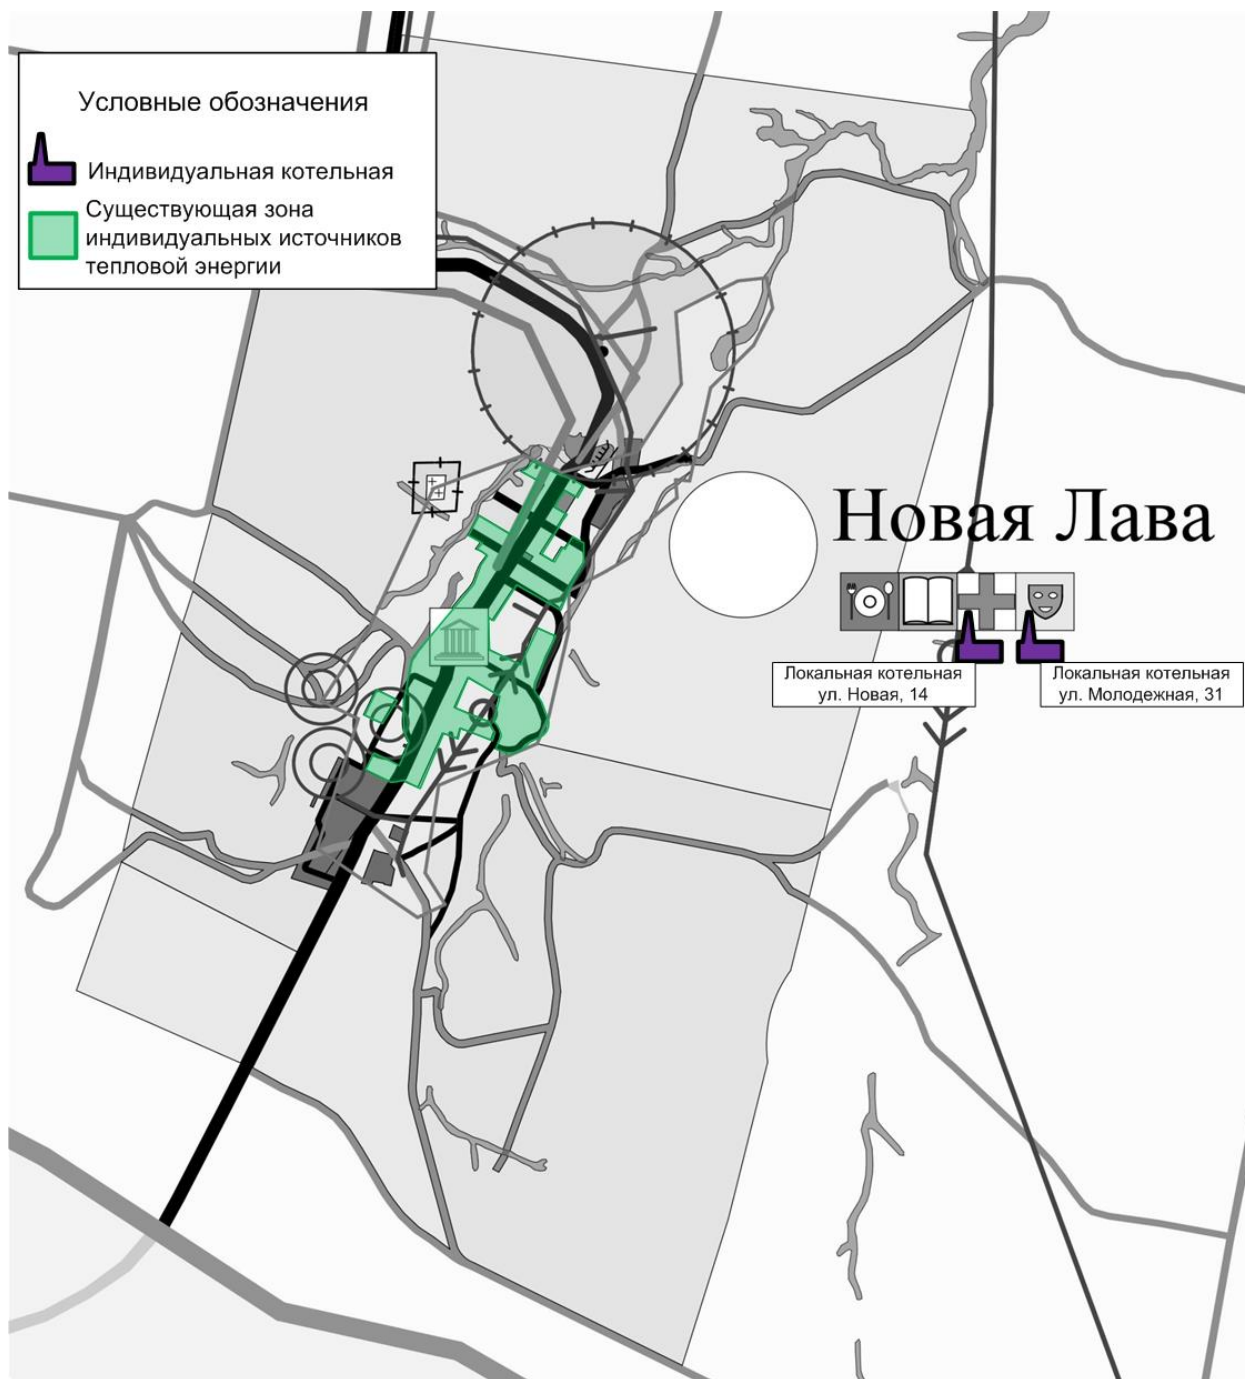 Условные обозначения
Индивидуальная котельная
Существующая зона
индивидуальных источников
тепловой энергии
Новая Лава
Локальная котельная
ул. Новая, 14
Локальная котельная
ул. Молодежная, 31